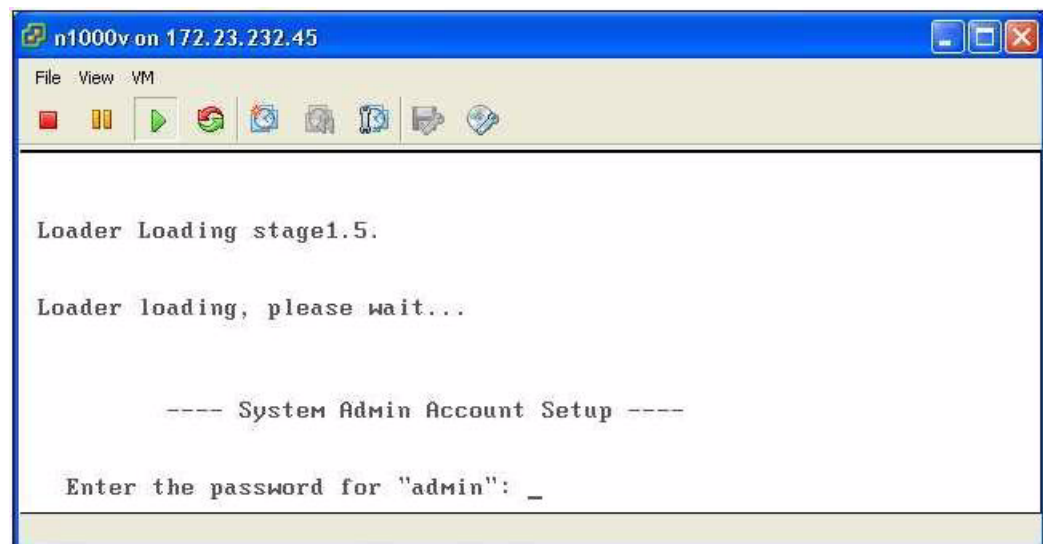 n1000v on 172.23.232.45
File View VM
Loader Loading stage1.5.
Loader loading, please wait...
---- System Admin Account Setup ----
Enter the password for "admin": _